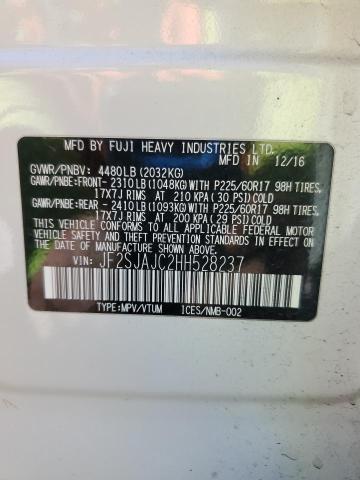 MFD BY FUJI HEAVY INDUSTRIES LTD.
MFD IN 12/16
GVWR/PNBV: 4480LB(2032KG)
GAWR/PNBE:FRONT- 2310LB(1048KG)WITH P225/60R17 98H TIRES,
17X7J RIMS AT 210 KPA (30 PSI)COLD
GAWR/PNBE:REAR - 2410LB(1093KG)WITH P225/60R17 98H TIRES,
17X7J RIMS AT 200 KPA (29 PSI)COLD
THIS VEHICLE CONFORMS TO ALL APPLICABLE U.S. FEDERAL
MOTOR VEHICLE SAFETY, BUMPER, AND THEFT PREVENTION
STANDARDS IN EFFECT ON THE DATE OF MANUFACTURE SHOWN ABOVE.
VIN: JF2SJAJC2HH528237
TYPE:MPV/VTUM ICES/NMB-002